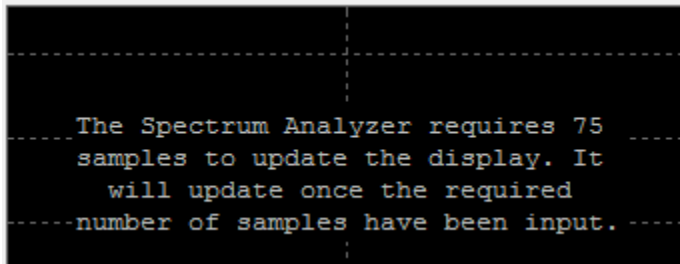 The Spectrum Analyzer requires 75
samples to update the display. It
will update once the required
number of samples have been input.